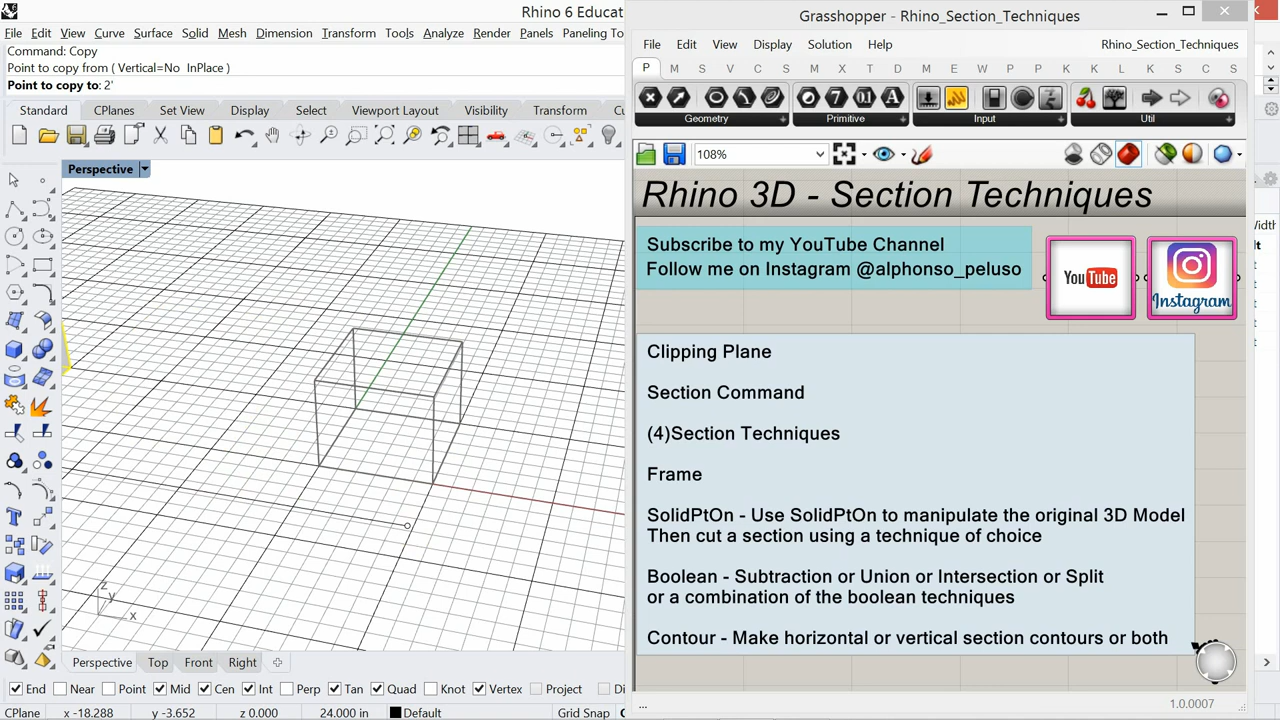 Rhino 6 Educat
File Edit View Curve Surface Solid Mesh Dimension Transform Tools Analyze Render Panels Paneling To
Command: Copy
Point to copy from ( Vertical=No InPlace )
Point to copy to: 2'
Standard CPlanes Set View Display Select Viewport Layout Visibility Transform Cu
Perspective
z
y
x
Perspective Top Front Right
End Near Point Mid Cen Int Perp Tan Quad Knot Vertex Project Di
CPlane x -18.288 y -3.652 z 0.000 24.000 in Default Grid Snap
Grasshopper - Rhino_Section_Techniques
File Edit View Display Solution Help Rhino_Section_Techniques
P M S V C S M X T D M E W P P K K L K S C S
Geometry Primitive Input Util
108%
Rhino 3D - Section Techniques
Subscribe to my YouTube Channel
Follow me on Instagram @alphonso_peluso
YouTube
Instagram
Clipping Plane
Section Command
(4)Section Techniques
Frame
SolidPtOn - Use SolidPtOn to manipulate the original 3D Model
Then cut a section using a technique of choice
Boolean - Subtraction or Union or Intersection or Split
or a combination of the boolean techniques
Contour - Make horizontal or vertical section contours or both
...
1.0.0007